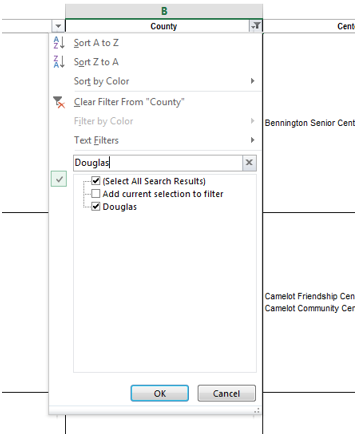 B
County
Cent
Sort A to Z
Sort Z to A
Sort by Color
Clear Filter From "County"
Filter by Color
Text Filters
Douglas
(Select All Search Results)
Add current selection to filter
Douglas
OK
Cancel
Bennington Senior Cent
Camelot Friendship Cen
Camelot Community Cen